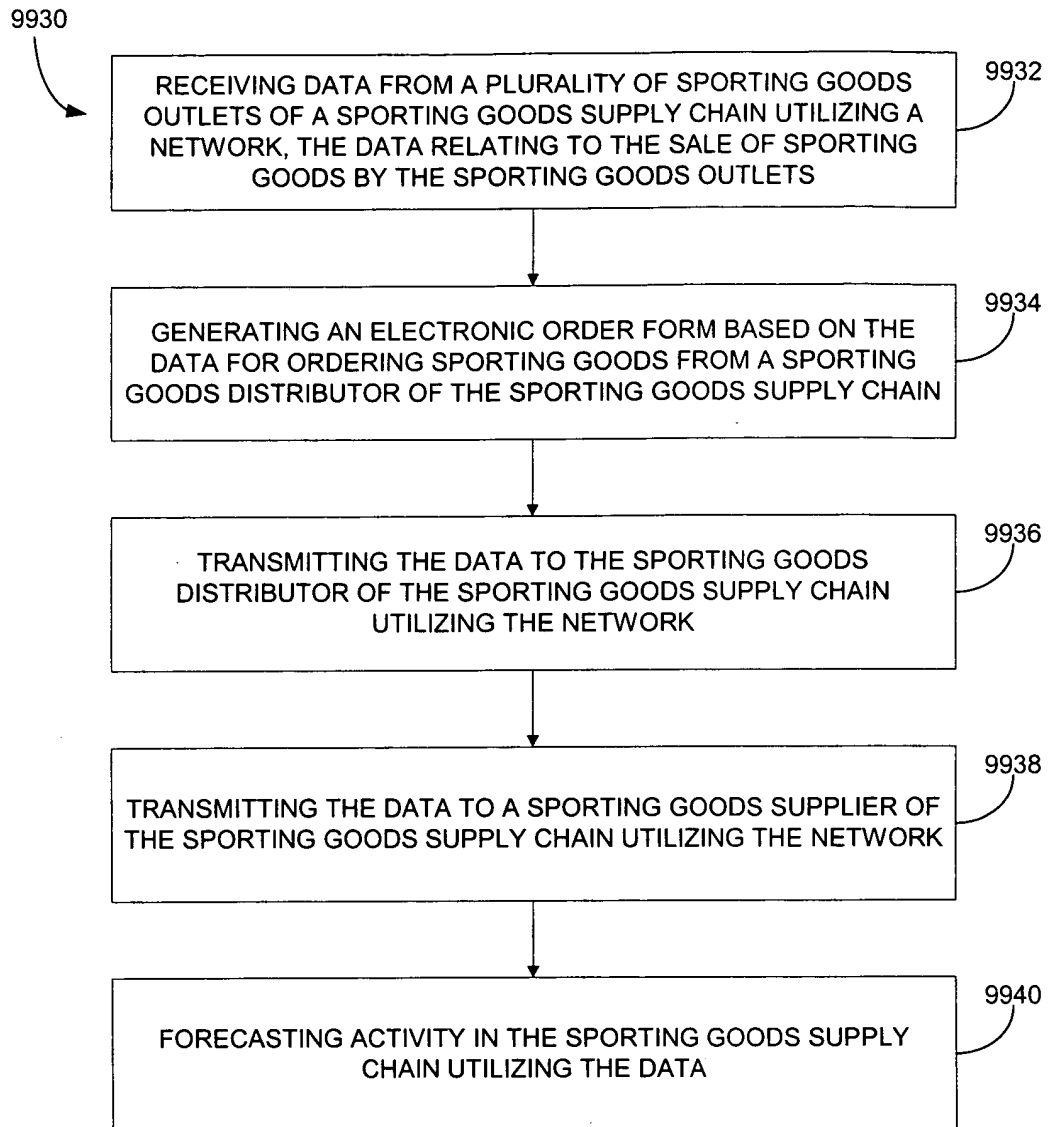 9930
9932
RECEIVING DATA FROM A PLURALITY OF SPORTING GOODS
OUTLETS OF A SPORTING GOODS SUPPLY CHAIN UTILIZING A
NETWORK, THE DATA RELATING TO THE SALE OF SPORTING
GOODS BY THE SPORTING GOODS OUTLETS
9934
GENERATING AN ELECTRONIC ORDER FORM BASED ON THE
DATA FOR ORDERING SPORTING GOODS FROM A SPORTING
GOODS DISTRIBUTOR OF THE SPORTING GOODS SUPPLY CHAIN
9936
TRANSMITTING THE DATA TO THE SPORTING GOODS
DISTRIBUTOR OF THE SPORTING GOODS SUPPLY CHAIN
UTILIZING THE NETWORK
9938
TRANSMITTING THE DATA TO A SPORTING GOODS SUPPLIER OF
THE SPORTING GOODS SUPPLY CHAIN UTILIZING THE NETWORK
9940
FORECASTING ACTIVITY IN THE SPORTING GOODS SUPPLY
CHAIN UTILIZING THE DATA